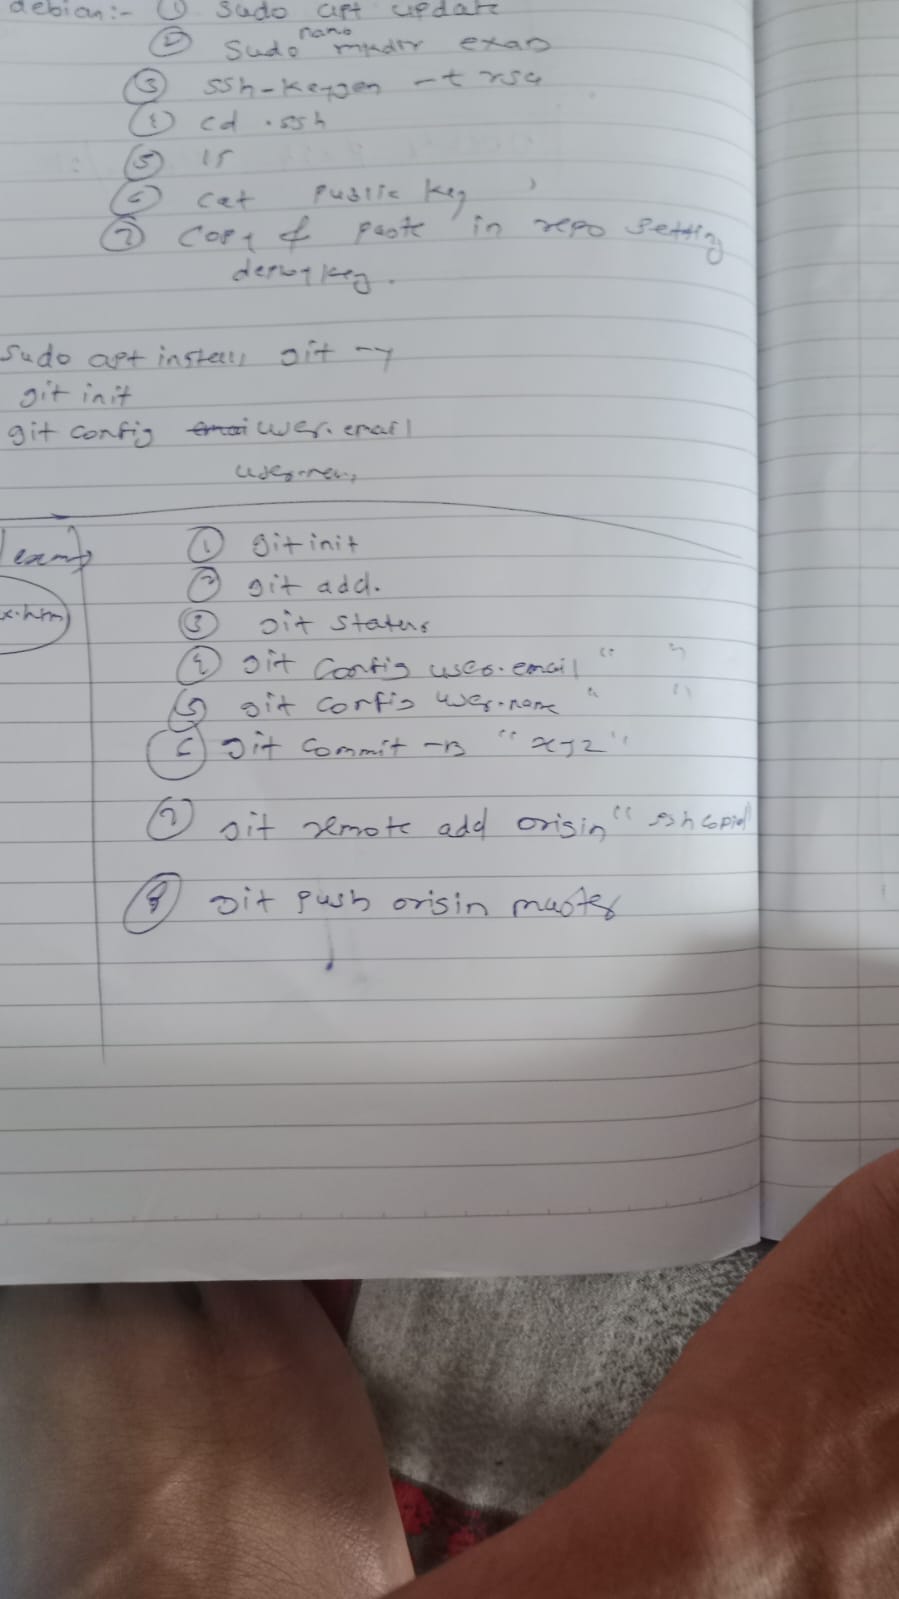 debian:- ① sudo apt update
nano
② sudo mkdir exam
③ ssh-keygen -t rsa
④ cd .ssh
⑤ ls
⑥ cat public key
⑦ copy & paste in repo setting
deploy key.
sudo apt install git -y
git init
git config emai user.email
user.
exam
① git init
② git add.
③ git status
④ git config user.email " "
⑤ git config user.name " "
⑥ git commit "xyz"
⑦ git remote add origin "ssh copied"
git push origin master